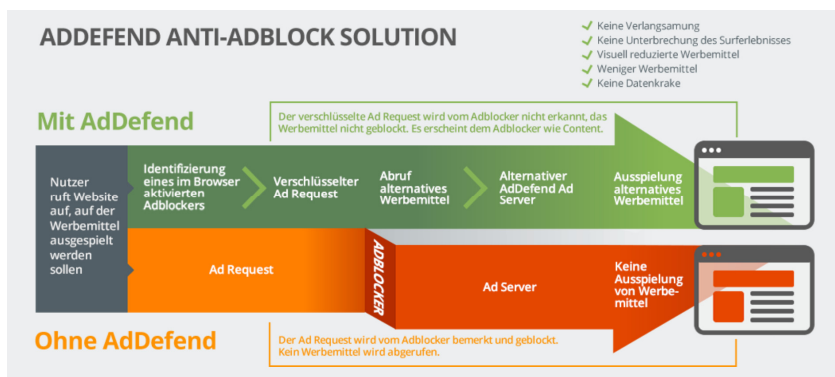 ADDEFEND ANTI-ADBLOCK SOLUTION
Keine Verlangsamung
Keine Unterbrechung des Surferlebnisses
Visuell reduzierte Werbemittel
Weniger Werbemittel
Keine Datenkrake
Mit AdDefend
Der verschlüsselte Ad Request wird vom Adblocker nicht erkannt, das
Werbemittel nicht geblockt. Es erscheint dem Adblocker wie Content.
Nutzer
ruft Website
auf, auf der
Werbemittel
ausgespielt
werden
sollen
Identifizierung
eines im Browser
aktivierten
Adblockers
Verschlüsselter
Ad Request
Abruf
alternatives
Werbemittel
Alternativer
AdDefend Ad
Server
Ausspielung
alternatives
Werbemittel
Ad Request
ADBLOCKER
Ad Server
Keine
Ausspielung
von Werbe-
mittel
Ohne AdDefend
Der Ad Request wird vom Adblocker bemerkt und geblockt.
Kein Werbemittel wird abgerufen.